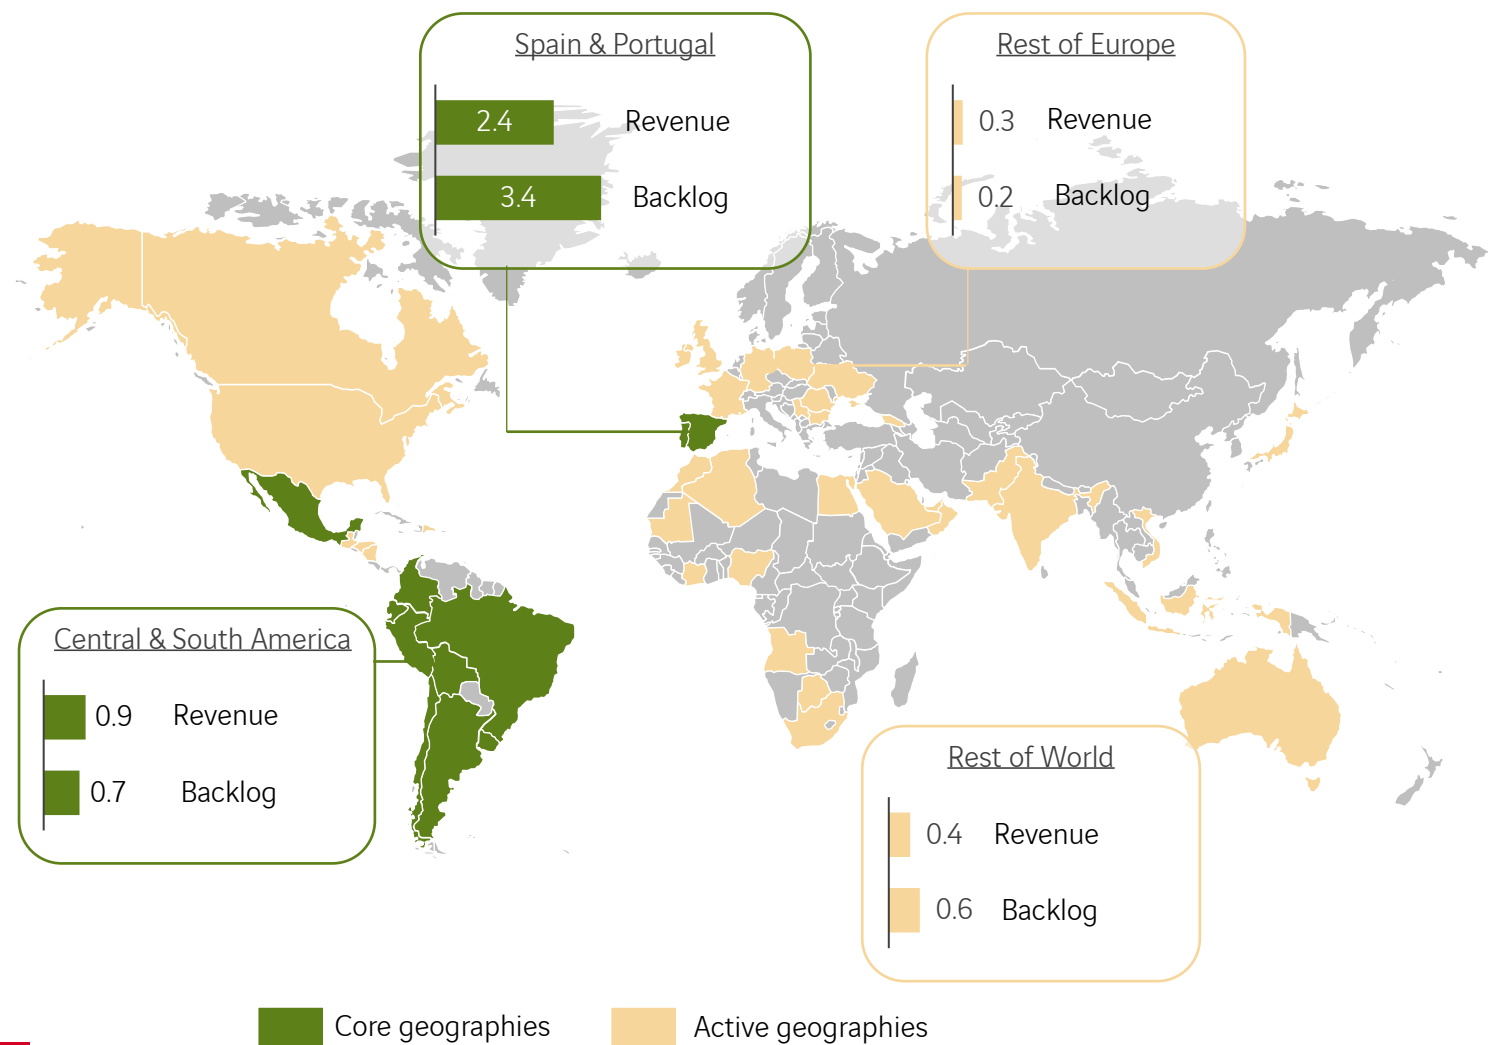 Spain & Portugal
2.4 Revenue
3.4 Backlog
Rest of Europe
0.3 Revenue
0.2 Backlog
Central & South America
0.9 Revenue
0.7 Backlog
Rest of World
0.4 Revenue
0.6 Backlog
Core geographies
Active geographies